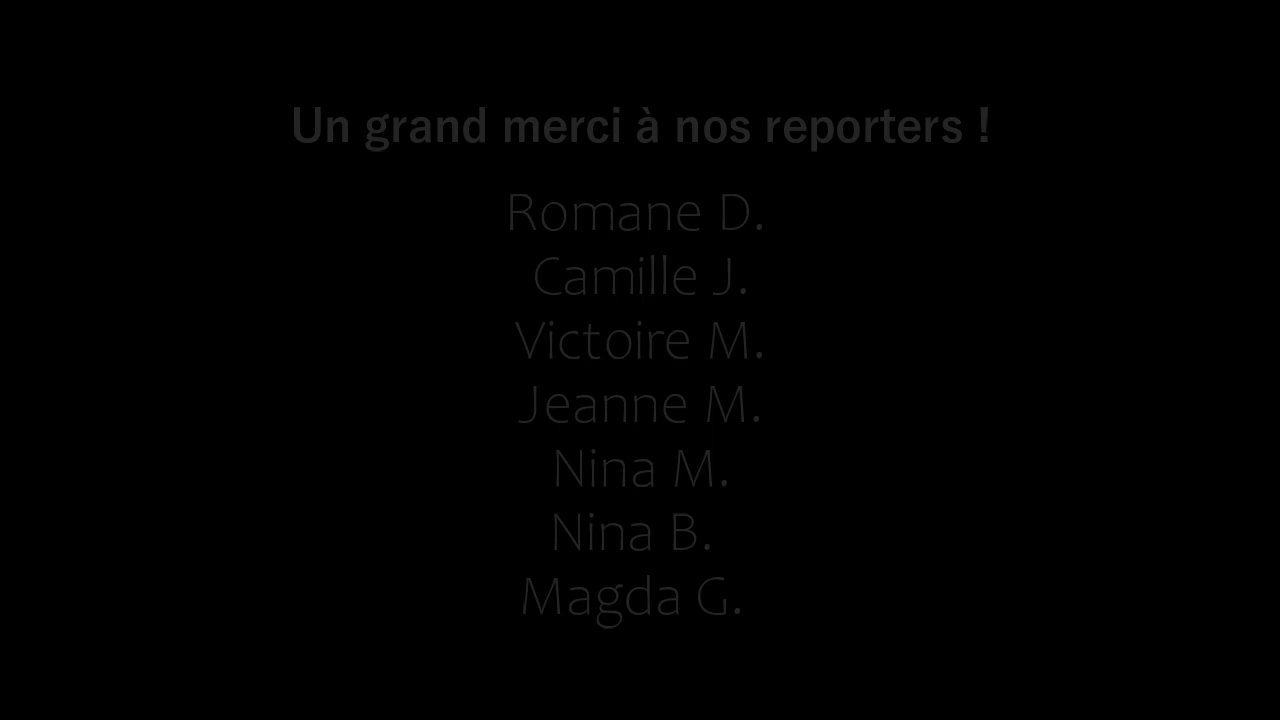 Un grand merci à nos reporters !
Romane D.
Camille J.
Victoire M.
Jeanne M.
Nina M.
Nina B.
Magda G.